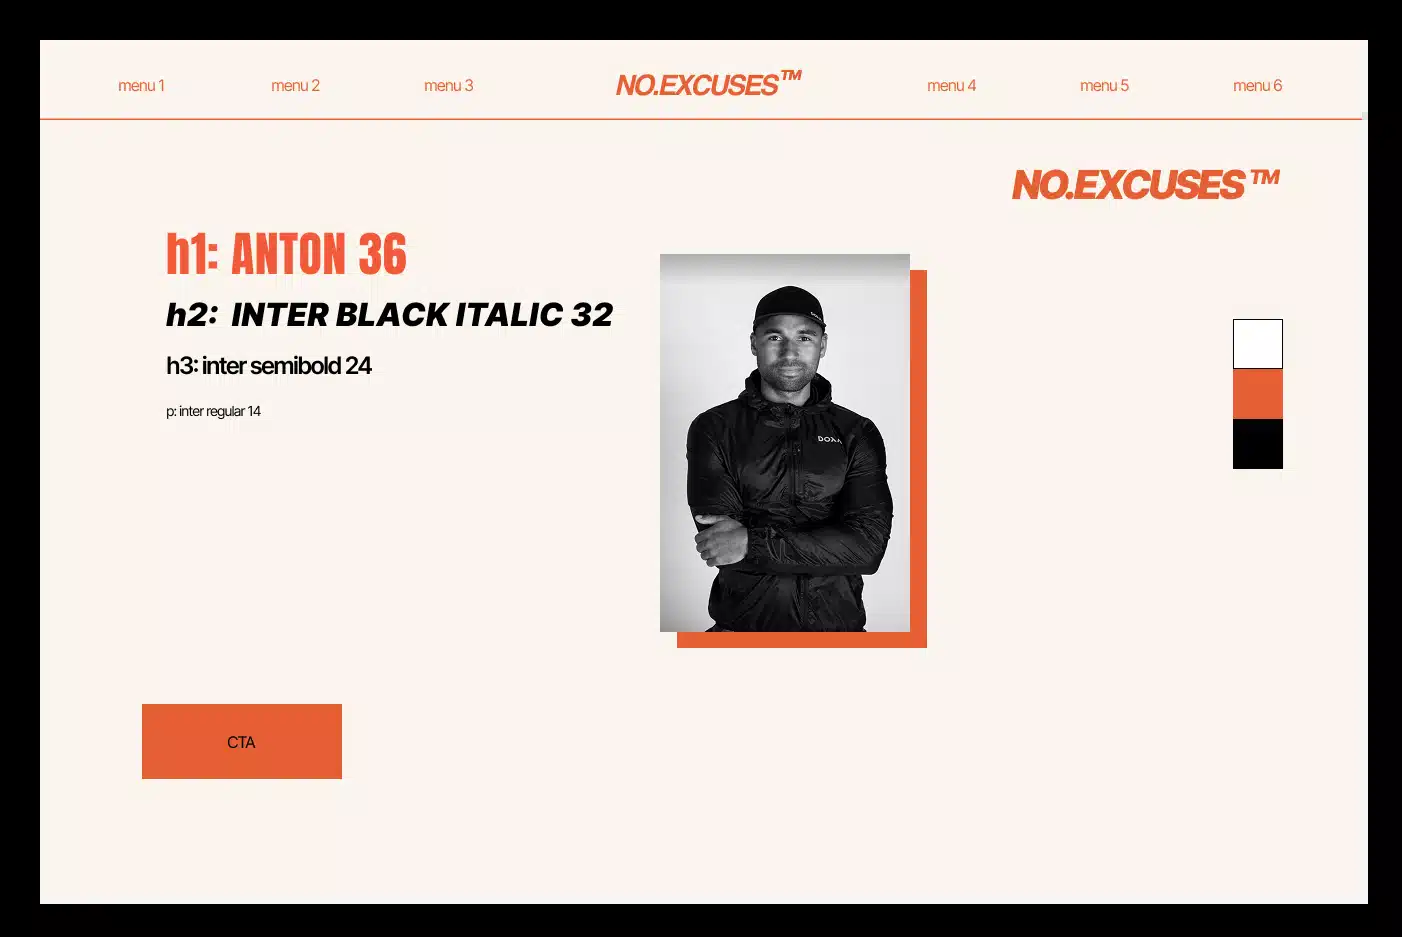 menu 1 menu 2 menu 3 NO.EXCUSES™ menu 4 menu 5 menu 6
NO.EXCUSES™
h1: ANTON 36
h2: INTER BLACK ITALIC 32
h3: inter semibold 24
p: inter regular 14
DOXA
CTA